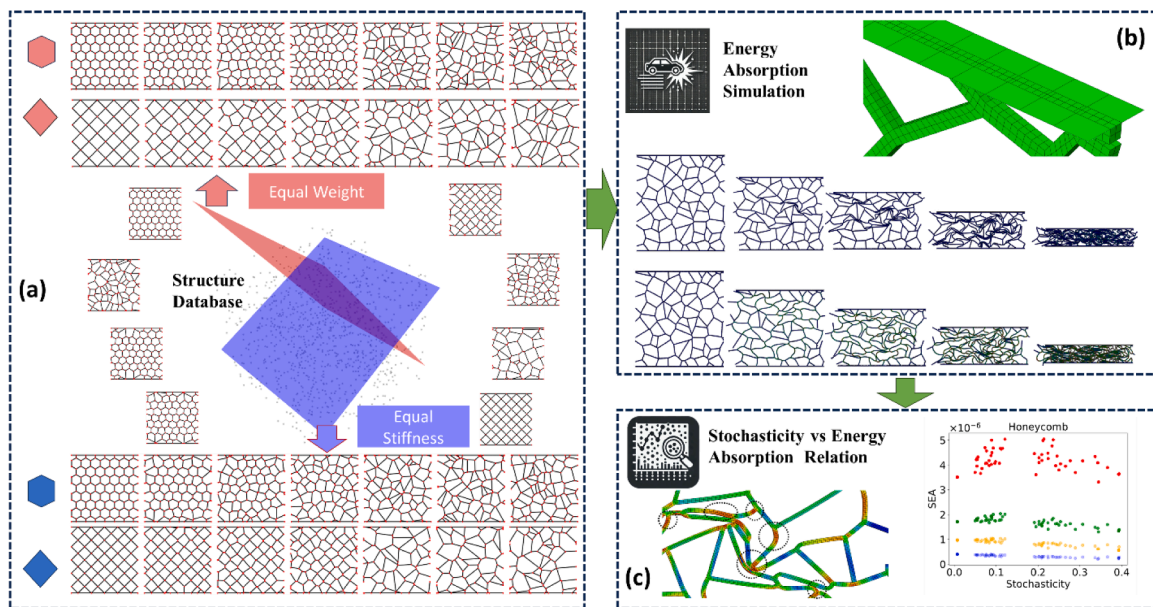 (a)
Equal Weight
Structure
Database
Equal
Stiffness
(b)
Energy
Absorption
Simulation
(c)
Stochasticity vs Energy
Absorption Relation
×10⁻⁶
Honeycomb
5
4
3
2
1
0
SEA
0.0 0.1 0.2 0.3 0.4
Stochasticity